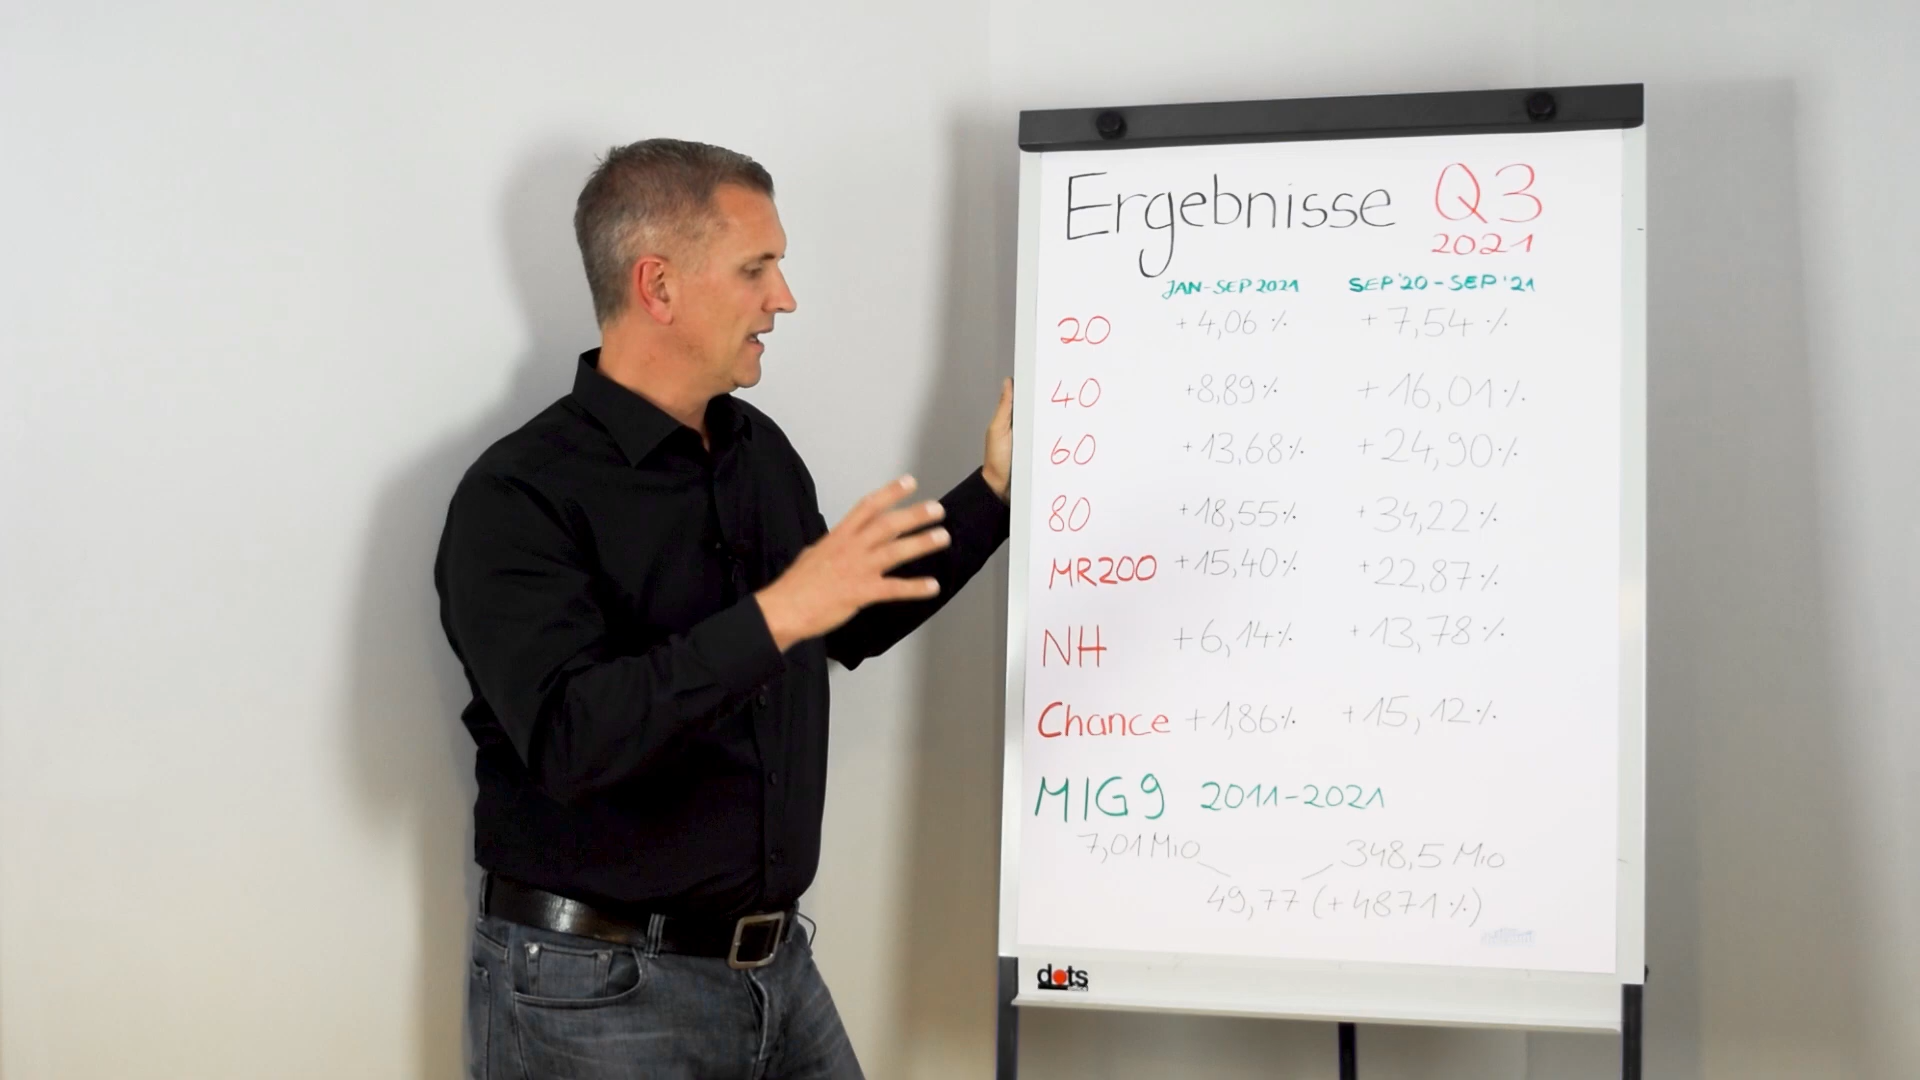 Ergebnisse Q3
2021
JAN-SEP 2021 SEP '20 - SEP '21
20 +4,06 % +7,54 %
40 +8,89% +16,01%
60 +13,68% +24,90%
80 +18,55% +34,22%
MR200 +15,40% +22,87%
NH +6,14% +13,78%
Chance +1,86% +15,12%
MIG9 2011-2021
7,01 Mio 348,5 Mio
49,77 (+4871%)
dots